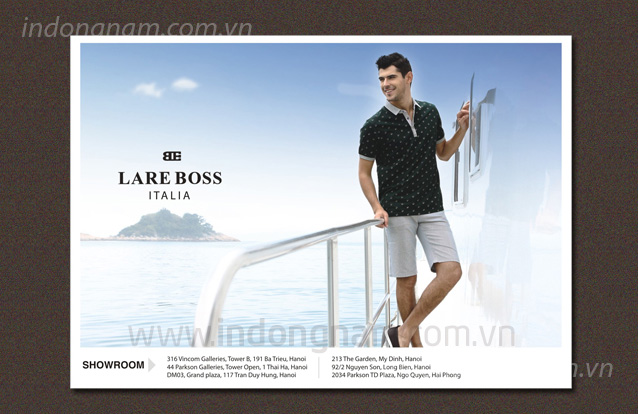 indonganam.com.vn
LARE BOSS
ITALIA
www.indongnam.com.vn
SHOWROOM
316 Vincom Galleries, Tower B, 191 Ba Trieu, Hanoi
44 Parkson Galleries, Tower Open, 1 Thai Ha, Hanoi
DM03, Grand plaza, 117 Tran Duy Hung, Hanoi
213 The Garden, My Dinh, Hanoi
92/2 Nguyen Son, Long Bien, Hanoi
2034 Parkson TD Plaza, Ngo Quyen, Hai Phong